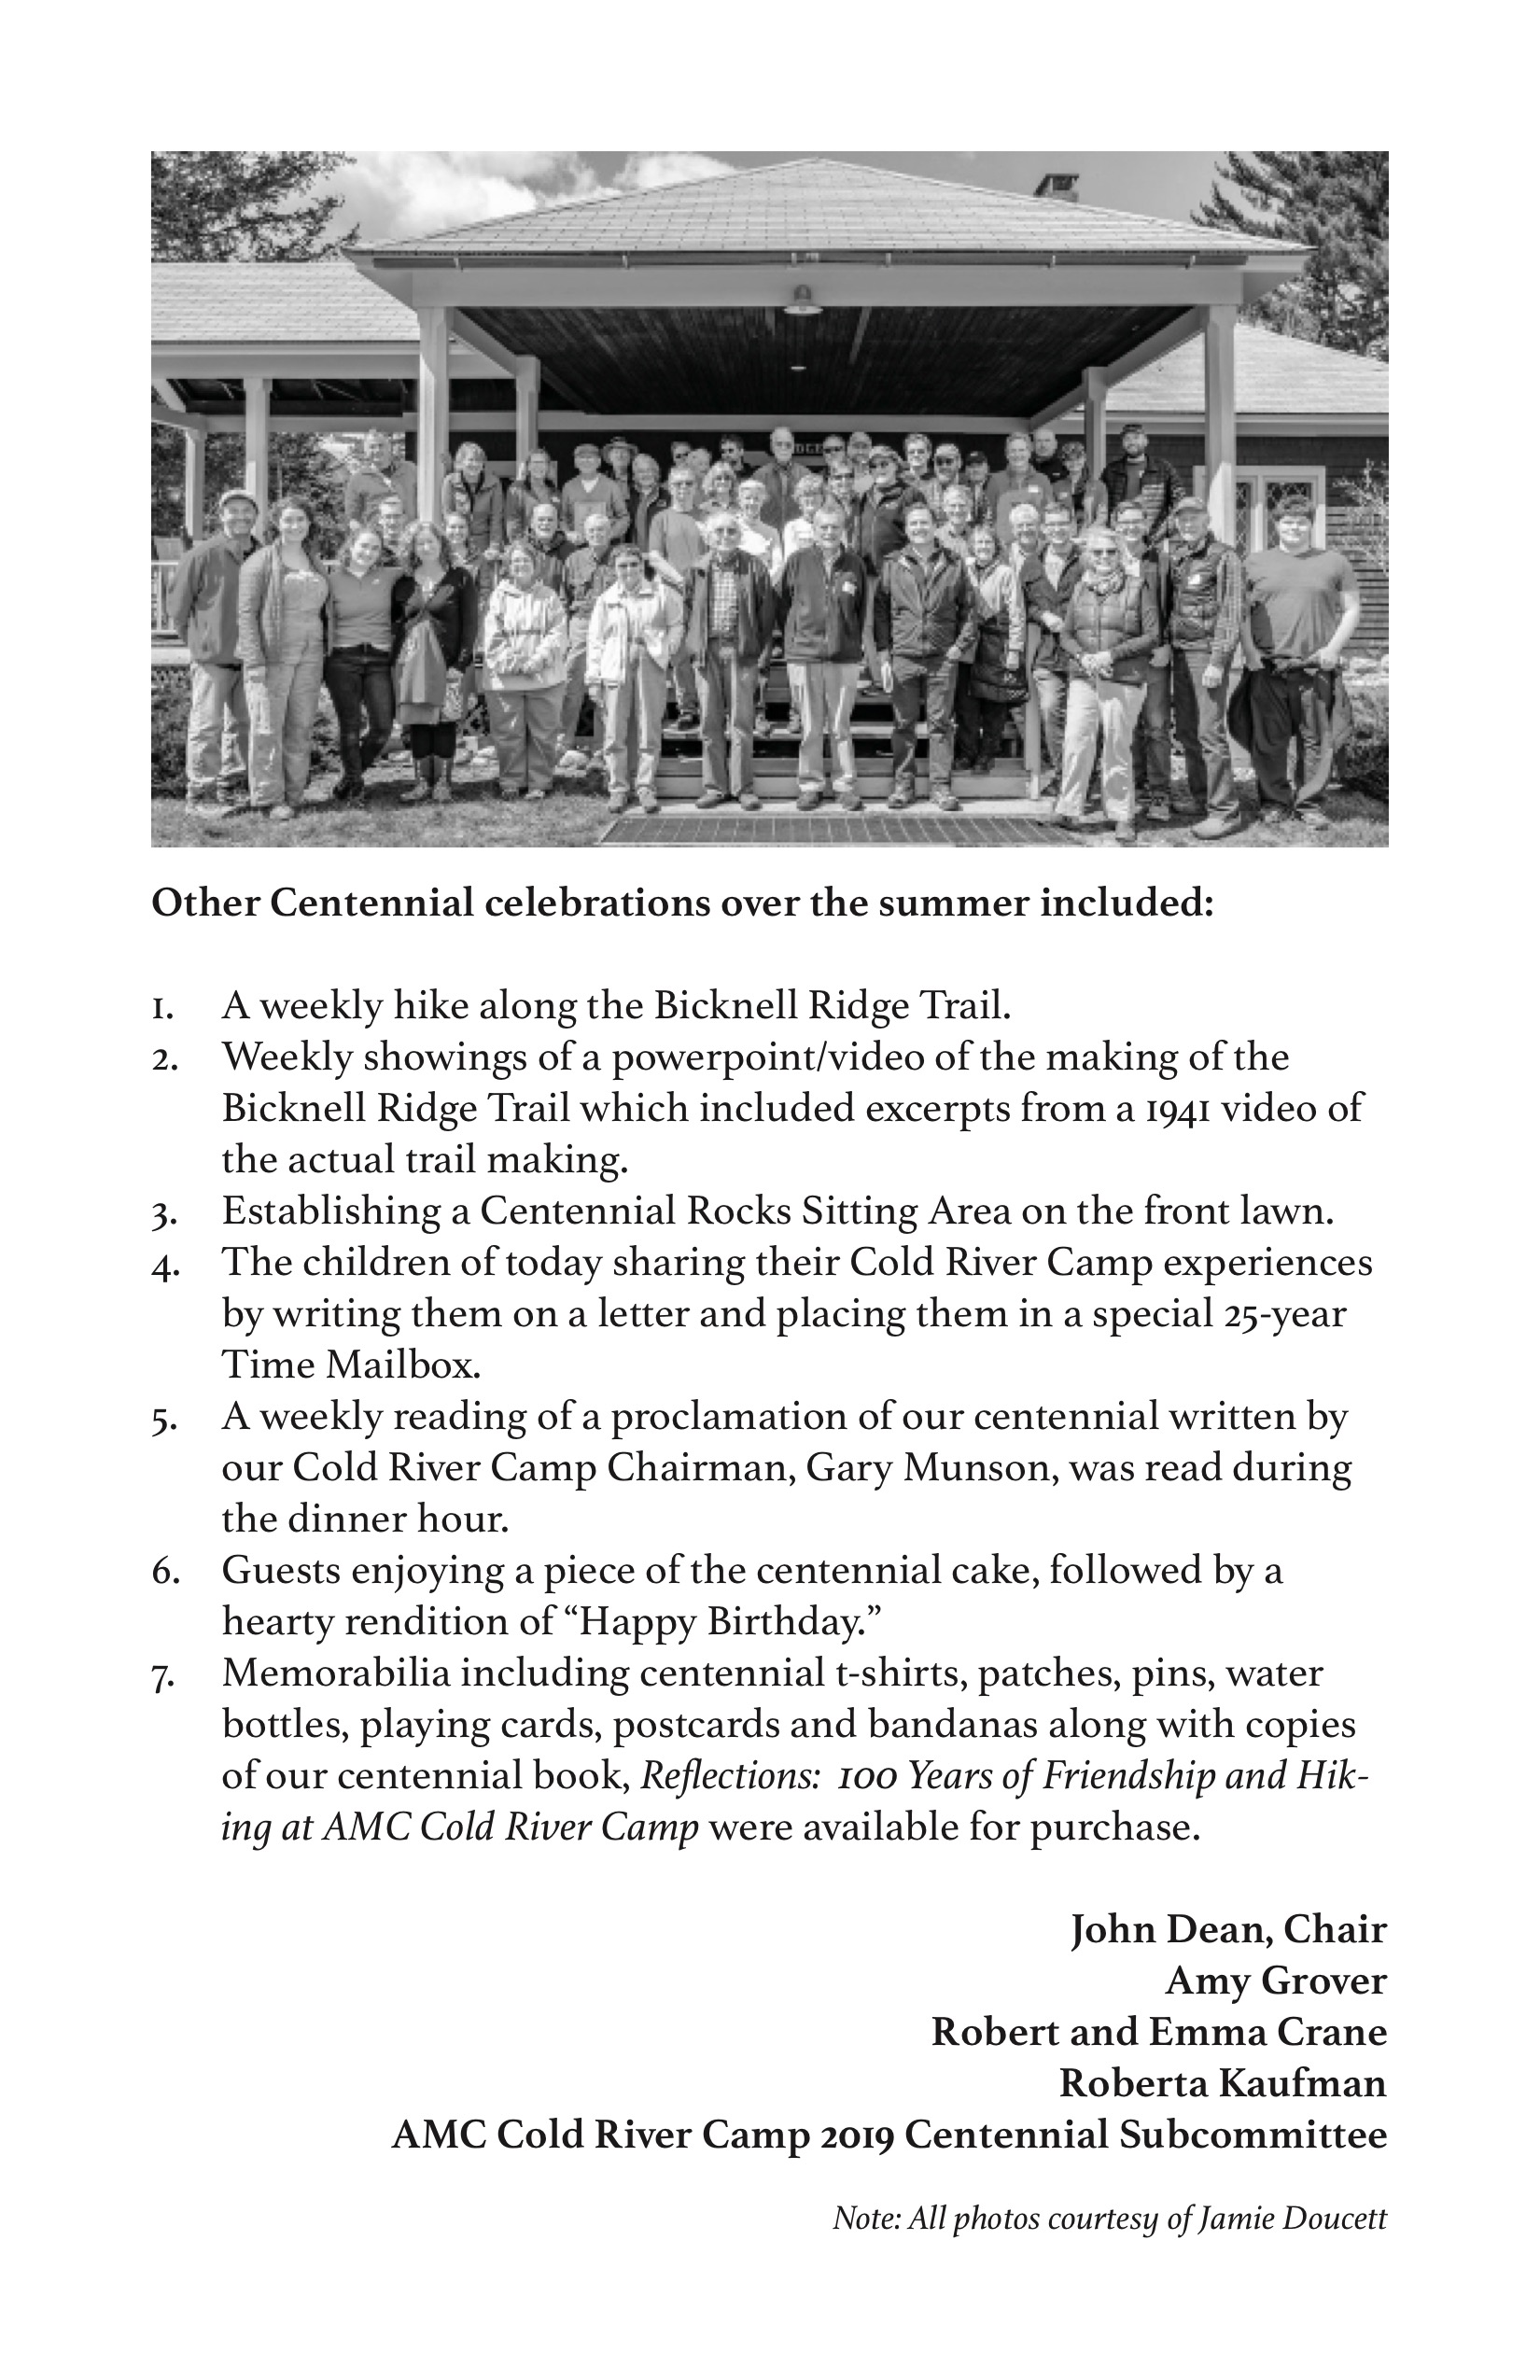 Other Centennial celebrations over the summer included:
1. A weekly hike along the Bicknell Ridge Trail.
2. Weekly showings of a powerpoint/video of the making of the
Bicknell Ridge Trail which included excerpts from a 1941 video of
the actual trail making.
3. Establishing a Centennial Rocks Sitting Area on the front lawn.
4. The children of today sharing their Cold River Camp experiences
by writing them on a letter and placing them in a special 25-year
Time Mailbox.
5. A weekly reading of a proclamation of our centennial written by
our Cold River Camp Chairman, Gary Munson, was read during
the dinner hour.
6. Guests enjoying a piece of the centennial cake, followed by a
hearty rendition of “Happy Birthday.”
7. Memorabilia including centennial t-shirts, patches, pins, water
bottles, playing cards, postcards and bandanas along with copies
of our centennial book, Reflections: 100 Years of Friendship and Hik-
ing at AMC Cold River Camp were available for purchase.
John Dean, Chair
Amy Grover
Robert and Emma Crane
Roberta Kaufman
AMC Cold River Camp 2019 Centennial Subcommittee
Note: All photos courtesy of Jamie Doucett